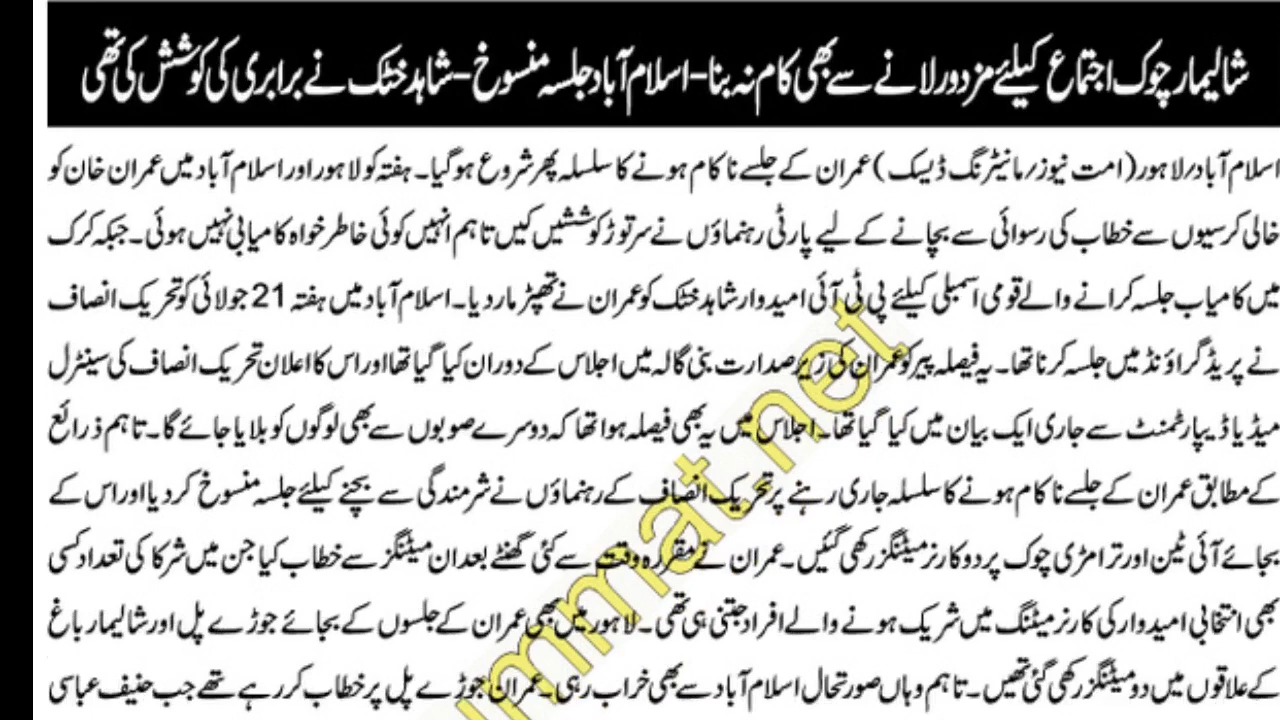 شالیمار چوک اجتماع کیلئے مزدور لانے سے بھی کام نہ بنا-اسلام آباد جلسہ منسوخ-شاہد خٹک نے برابری کی کوشش کی تھی
اسلام آباد/لاہور(امت نیوز/مانیٹرنگ ڈیسک) عمران کے جلسے ناکام ہونے کا سلسلہ پھر شروع ہوگیا۔ ہفتہ کو لاہور اور اسلام آباد میں عمران خان کو
خالی کرسیوں سے خطاب کی رسوائی سے بچانے کے لیے پارٹی رہنماؤں نے سرتوڑ کوششیں کیں تاہم انہیں کوئی خاطر خواہ کامیابی نہیں ہوئی۔ جبکہ کرک
میں کامیاب جلسہ کرانے والے قومی اسمبلی کیلئے پی ٹی آئی امیدوار شاہد خٹک کو عمران نے تھپڑ مار دیا۔ اسلام آباد میں ہفتہ 21 جولائی کو تحریک انصاف
نے پریڈ گراؤنڈ میں جلسہ کرنا تھا۔ یہ فیصلہ پیر کو عمران کی زیر صدارت بنی گالہ میں اجلاس کے دوران کیا گیا تھا اور اس کا اعلان تحریک انصاف کی سینٹرل
میڈیا ڈیپارٹمنٹ سے جاری ایک بیان میں کیا گیا تھا۔ اجلاس میں یہ بھی فیصلہ ہوا تھا کہ دوسرے صوبوں سے بھی لوگوں کو بلایا جائے گا۔ تاہم ذرائع
کے مطابق عمران کے جلسے ناکام ہونے کا سلسلہ جاری رہنے پر تحریک انصاف کے رہنماؤں نے شرمندگی سے بچنے کیلئے جلسہ منسوخ کر دیا اور اس کے
بجائے آئی ٹین اور ترامڑی چوک پر دو کارنر میٹنگز رکھی گئیں۔ عمران نے مقررہ وقت سے کئی گھنٹے بعد ان میٹنگز سے خطاب کیا جن میں شرکا کی تعداد کسی
بھی انتخابی امیدوار کی کارنر میٹنگ میں شریک ہونے والے افراد جتنی ہی تھی۔ لاہور میں بھی عمران کے جلسوں کے بجائے جوڑے پل اور شالیمار باغ
کے علاقوں میں دو میٹنگز رکھی گئی تھیں۔ تاہم وہاں صورتحال اسلام آباد سے بھی خراب رہی۔ عمران جوڑے پل پر خطاب کر رہے تھے جب حنیف عباسی
ummat.net